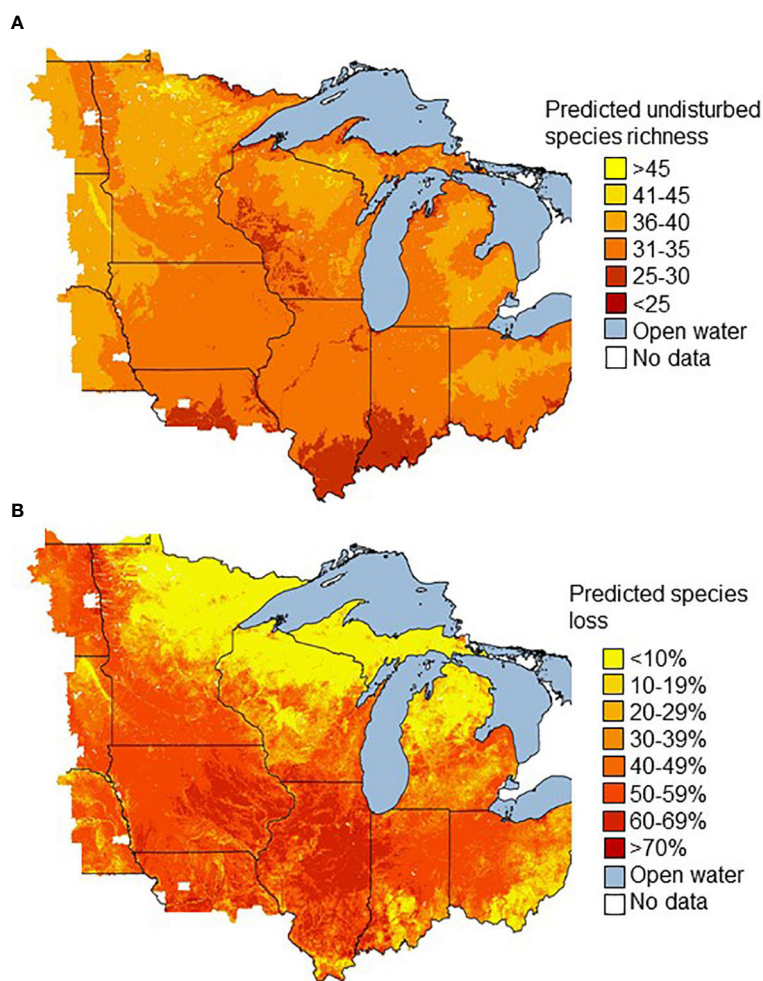 A
Predicted undisturbed
species richness
>45
41-45
36-40
31-35
25-30
<25
Open water
No data
B
Predicted species
loss
<10%
10-19%
20-29%
30-39%
40-49%
50-59%
60-69%
>70%
Open water
No data